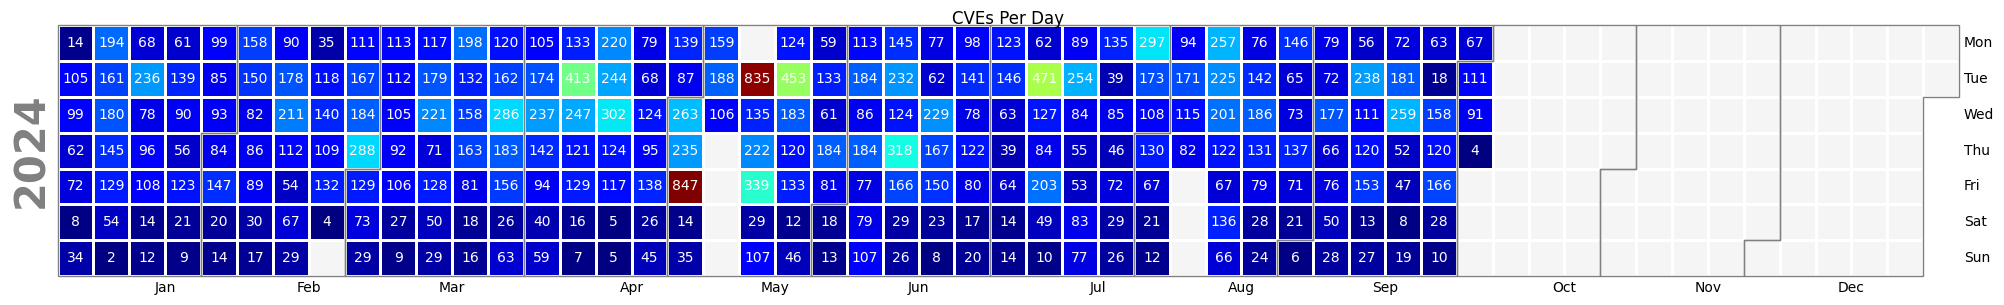 CVEs Per Day
2024
14 194 68 61 99 158 90 35 111 113 117 198 120 105 133 220 79 139 159 124 59 113 145 77 98 123 62 89 135 297 94 257 76 146 79 56 72 63 67 Mon
105 161 236 139 85 150 178 118 167 112 179 132 162 174 413 244 68 87 188 835 453 133 184 232 62 141 146 471 254 39 173 171 225 142 65 72 238 181 18 111 Tue
99 180 78 90 93 82 211 140 184 105 221 158 286 237 247 302 124 263 106 135 183 61 86 124 229 78 63 127 84 85 108 115 201 186 73 177 111 259 158 91 Wed
62 145 96 56 84 86 112 109 288 92 71 163 183 142 121 124 95 235 222 120 184 184 318 167 122 39 84 55 46 130 82 122 131 137 66 120 52 120 4 Thu
72 129 108 123 147 89 54 132 129 106 128 81 156 94 129 117 138 847 339 133 81 77 166 150 80 64 203 53 72 67 67 79 71 76 153 47 166 Fri
8 54 14 21 20 30 67 4 73 27 50 18 26 40 16 5 26 14 29 12 18 79 29 23 17 14 49 83 29 21 136 28 21 50 13 8 28 Sat
34 2 12 9 14 17 29 29 9 29 16 63 59 7 5 45 35 107 46 13 107 26 8 20 14 10 77 26 12 66 24 6 28 27 19 10 Sun
Jan Feb Mar Apr May Jun Jul Aug Sep Oct Nov Dec